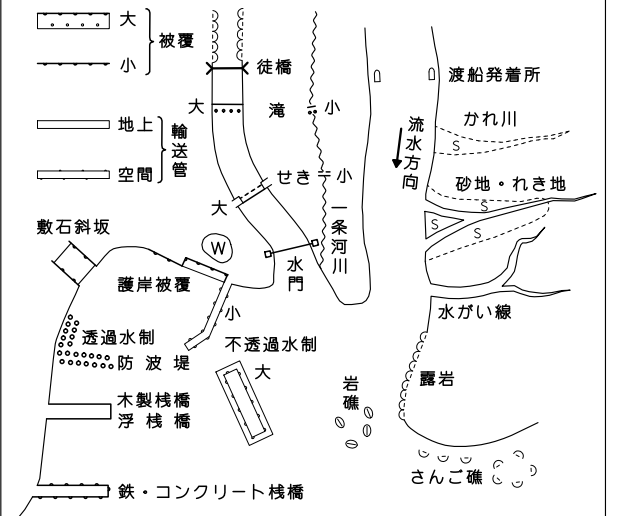 大
被覆
小
徒橋
渡船発着所
大
滝
小
かれ川
地上
輸送管
空間
流水方向
せき
小
砂地・れき地
S
S
S
S
大
一条河川
敷石斜坂
W
水門
護岸被覆
小
水がい線
透過水制
不透過水制
防波堤
大
岩礁
露岩
木製桟橋
浮桟橋
さんご礁
鉄・コンクリート桟橋